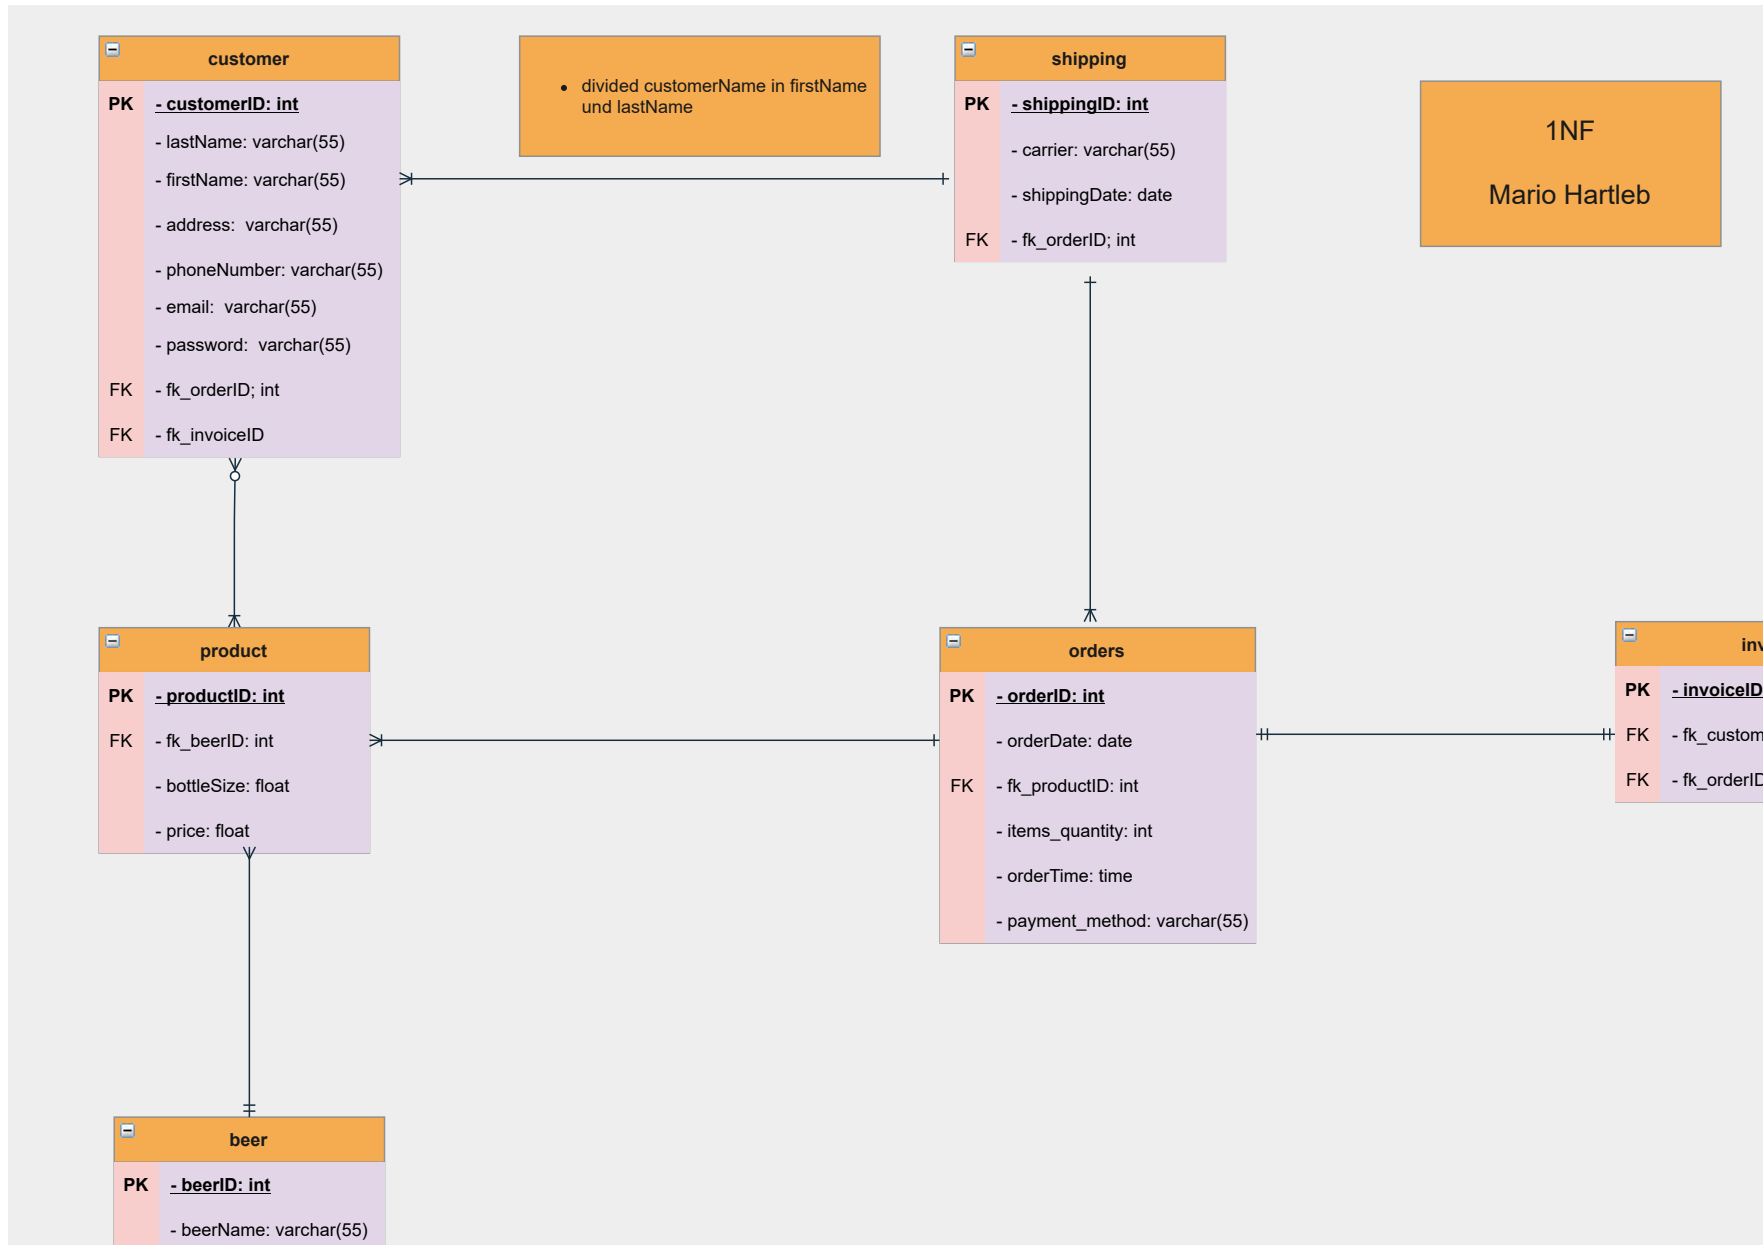 customer
PK - customerID: int
- lastName: varchar(55)
- firstName: varchar(55)
- address: varchar(55)
- phoneNumber: varchar(55)
- email: varchar(55)
- password: varchar(55)
FK - fk_orderID; int
FK - fk_invoiceID
• divided customerName in firstName
und lastName
shipping
PK - shippingID: int
- carrier: varchar(55)
- shippingDate: date
FK - fk_orderID; int
1NF
Mario Hartleb
product
PK - productID: int
FK - fk_beerID: int
- bottleSize: float
- price: float
orders
PK - orderID: int
- orderDate: date
FK - fk_productID: int
- items_quantity: int
- orderTime: time
- payment_method: varchar(55)
inv
PK - invoiceID
FK - fk_custom
FK - fk_orderID
beer
PK - beerID: int
- beerName: varchar(55)